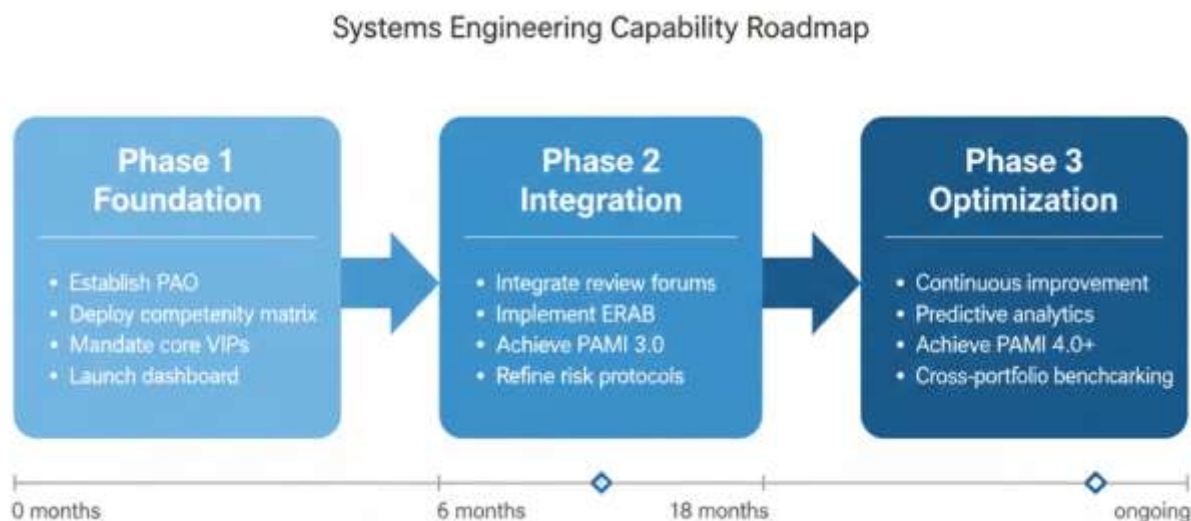 Systems Engineering Capability Roadmap
Phase 1
Foundation
• Establish PAO
• Deploy competenity matrix
• Mandate core VIPs
• Launch dashboard
Phase 2
Integration
• Integrate review forums
• Implement ERAB
• Achieve PAMI 3.0
• Refine risk protocols
Phase 3
Optimization
• Continuous improvement
• Predictive analytics
• Achieve PAMI 4.0+
• Cross-portfolio benchcarking
0 months
6 months
18 months
ongoing